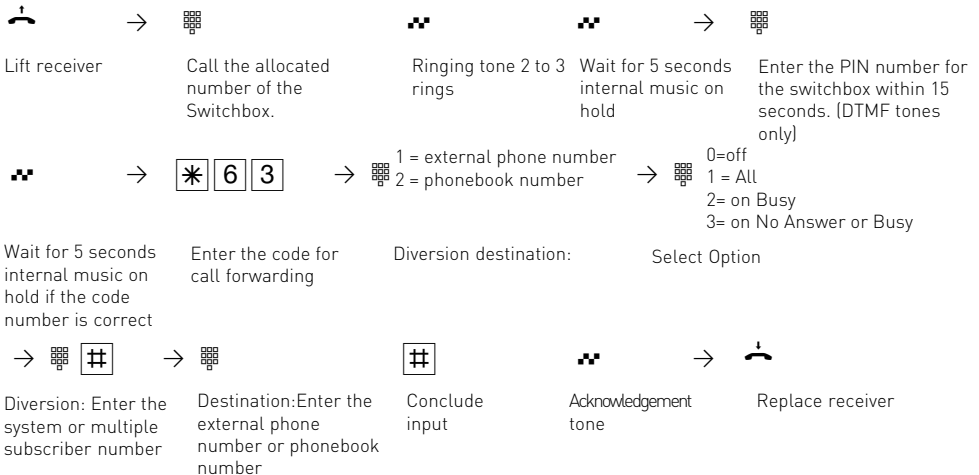 Lift receiver
Call the allocated
number of the
Switchbox.
Ringing tone 2 to 3
rings
Wait for 5 seconds
internal music on
hold
Enter the PIN number for
the switchbox within 15
seconds. (DTMF tones
only)
* 6 3
1 = external phone number
2 = phonebook number
0=off
1 = All
2= on Busy
3= on No Answer or Busy
Wait for 5 seconds
internal music on
hold if the code
number is correct
Enter the code for
call forwarding
Diversion destination:
Select Option
#
#
Diversion: Enter the
system or multiple
subscriber number
Destination:Enter the
external phone
number or phonebook
number
Conclude
input
Acknowledgement
tone
Replace receiver